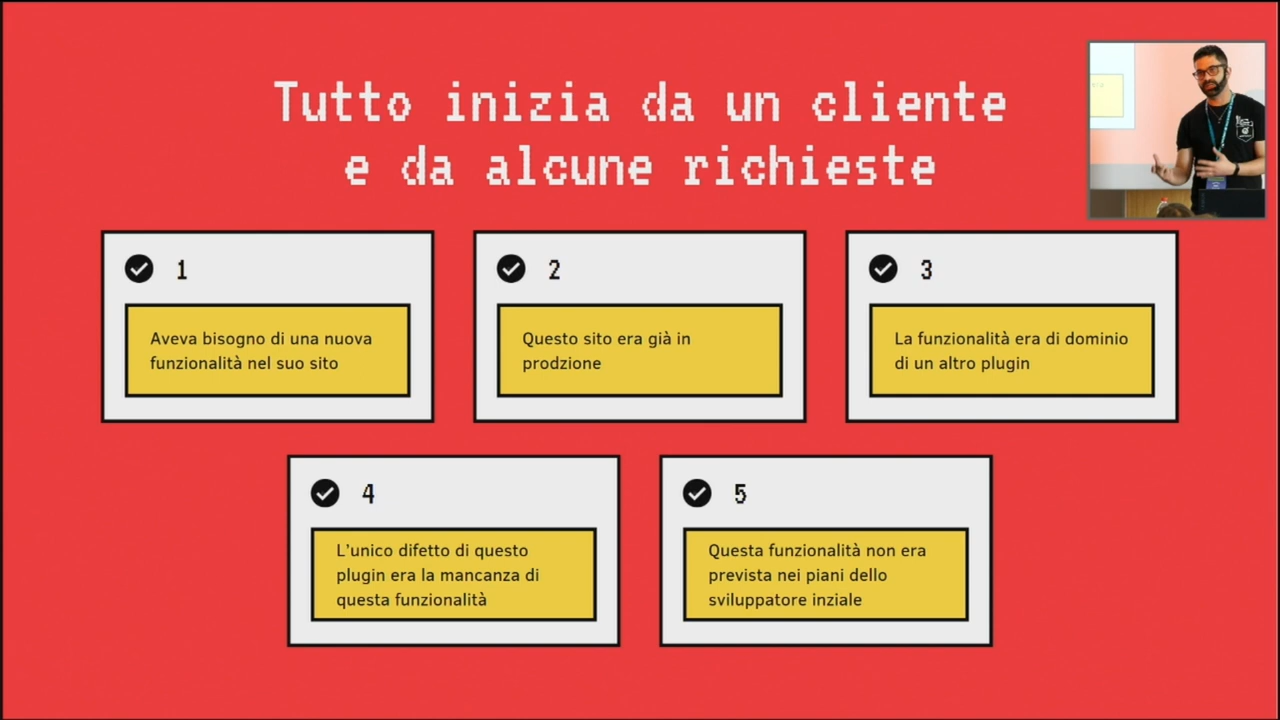 Tutto inizia da un cliente
e da alcune richieste
1
Aveva bisogno di una nuova
funzionalità nel suo sito
2
Questo sito era già in
prodzione
3
La funzionalità era di dominio
di un altro plugin
4
L'unico difetto di questo
plugin era la mancanza di
questa funzionalità
5
Questa funzionalità non era
prevista nei piani dello
sviluppatore inziale